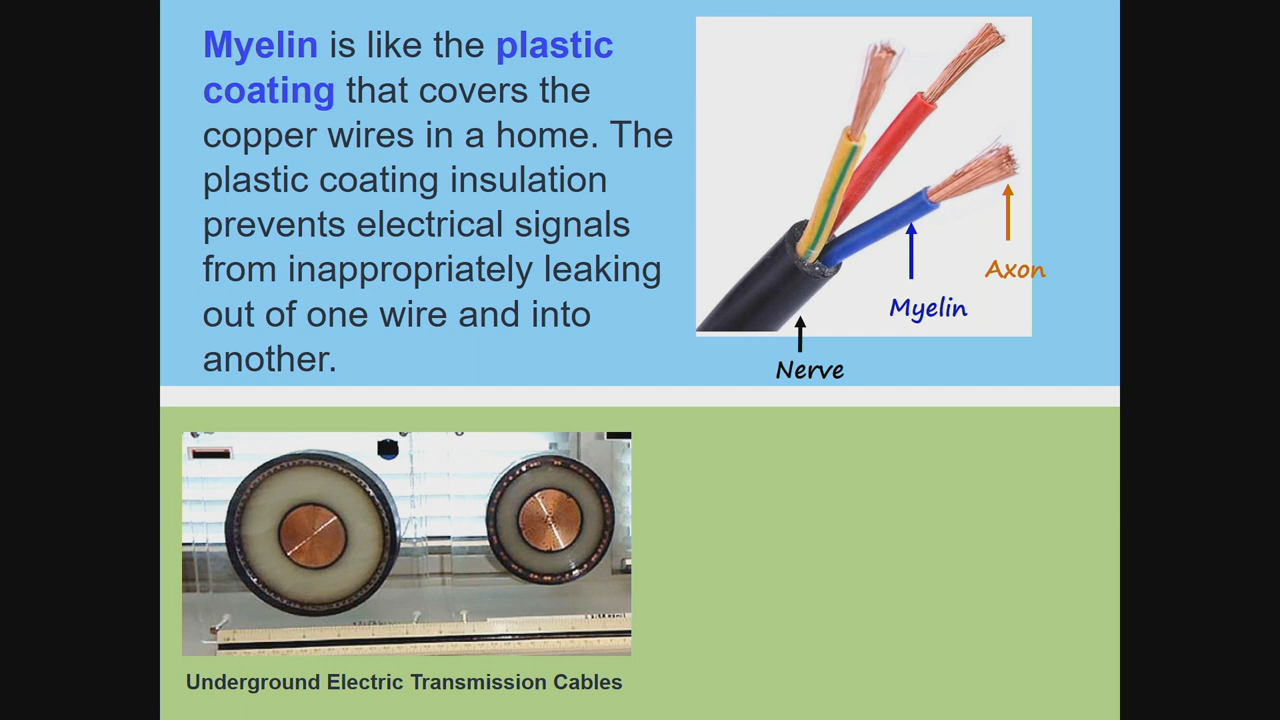 Myelin is like the plastic
coating that covers the
copper wires in a home. The
plastic coating insulation
prevents electrical signals
from inappropriately leaking
out of one wire and into
another.
Axon
Myelin
Nerve
Underground Electric Transmission Cables